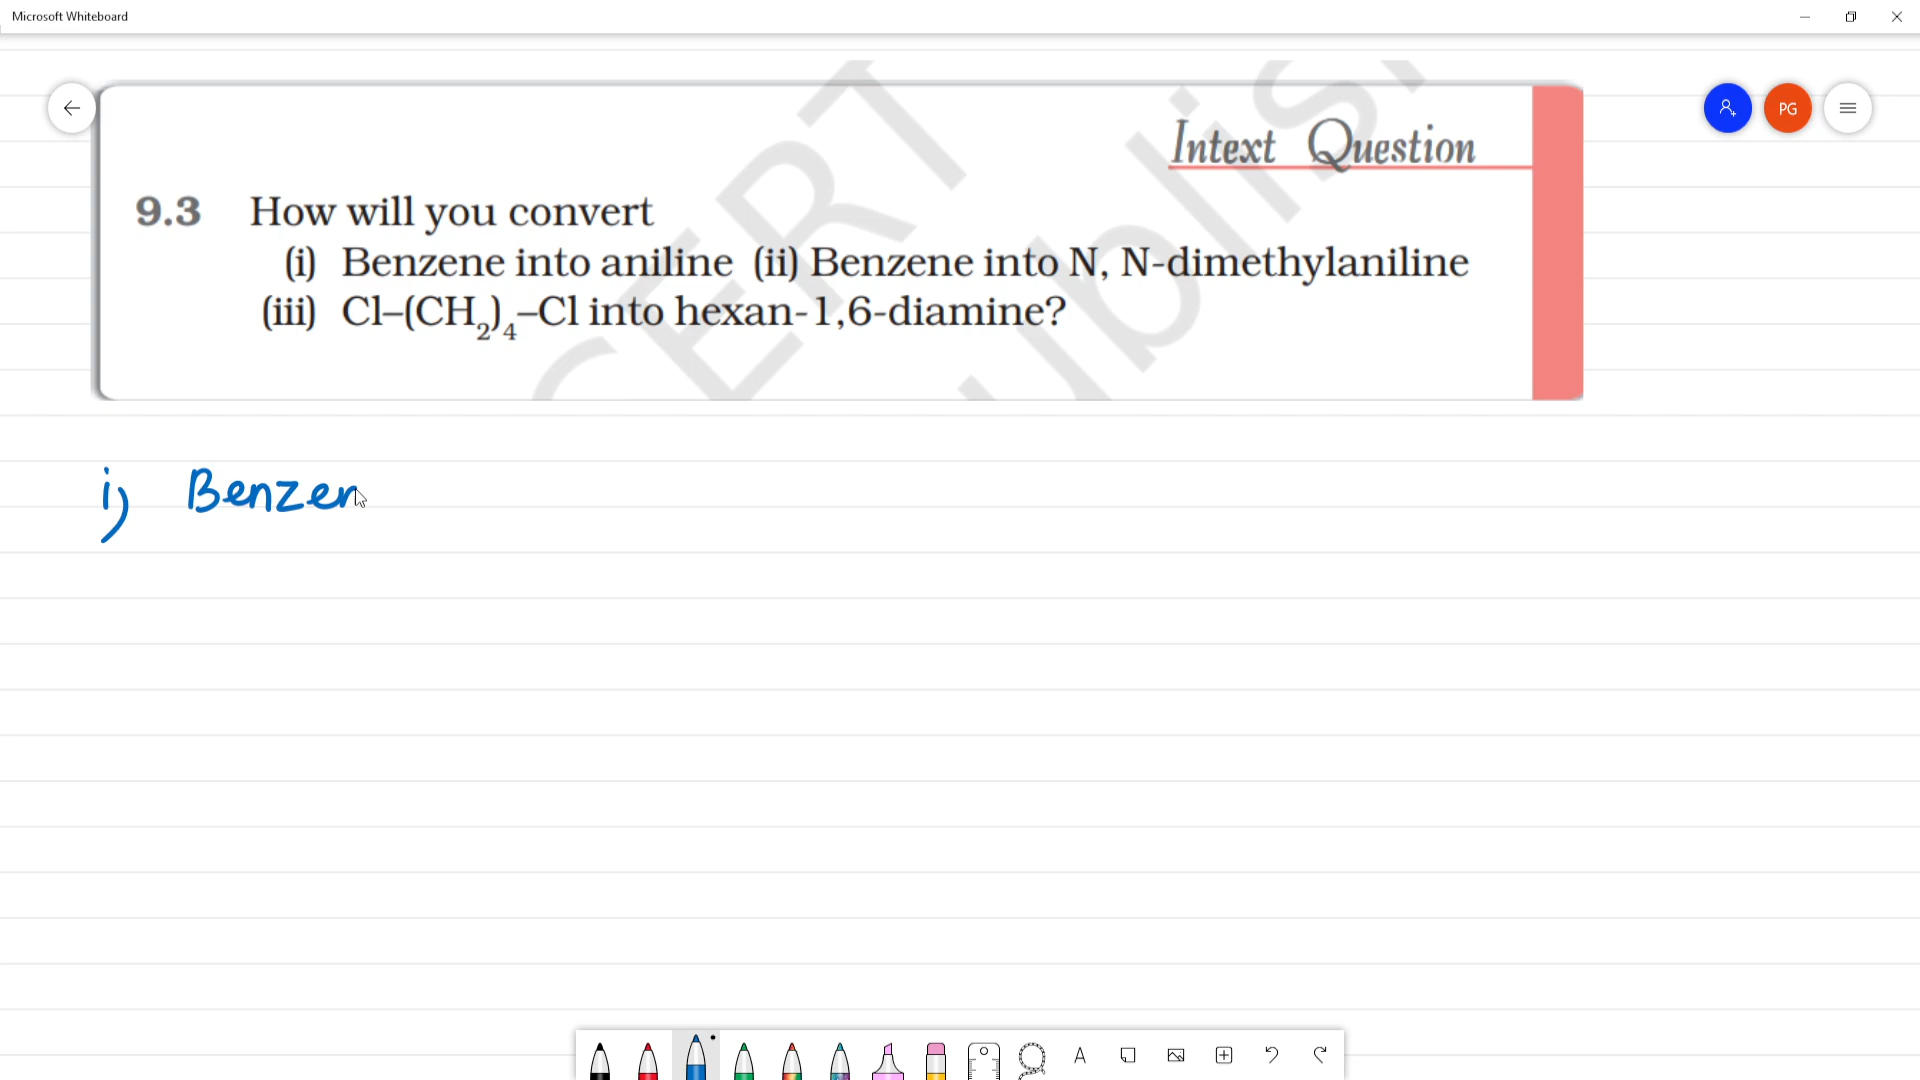 Microsoft Whiteboard
Intext Question
PG
9.3 How will you convert
(i) Benzene into aniline (ii) Benzene into N, N-dimethylaniline
(iii) Cl–(CH₂)₄–Cl into hexan-1,6-diamine?
i) Benzen
A